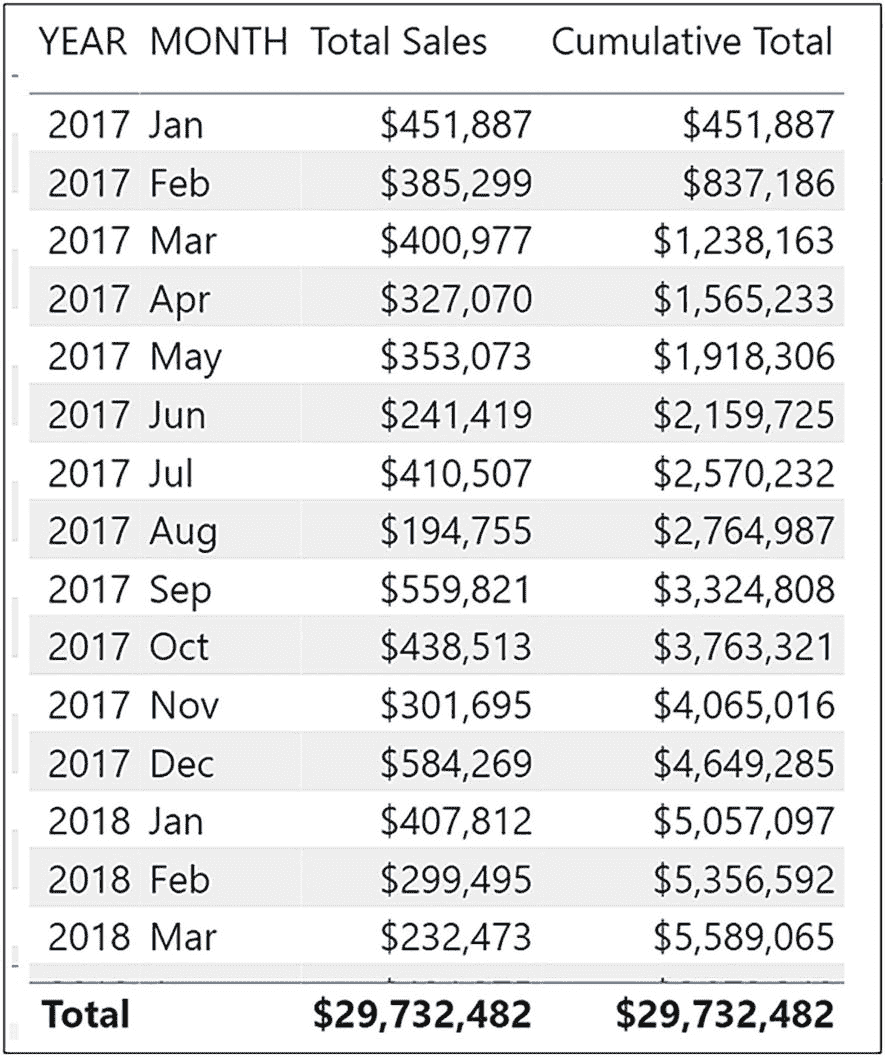 YEAR MONTH Total Sales Cumulative Total
2017 Jan $451,887 $451,887
2017 Feb $385,299 $837,186
2017 Mar $400,977 $1,238,163
2017 Apr $327,070 $1,565,233
2017 May $353,073 $1,918,306
2017 Jun $241,419 $2,159,725
2017 Jul $410,507 $2,570,232
2017 Aug $194,755 $2,764,987
2017 Sep $559,821 $3,324,808
2017 Oct $438,513 $3,763,321
2017 Nov $301,695 $4,065,016
2017 Dec $584,269 $4,649,285
2018 Jan $407,812 $5,057,097
2018 Feb $299,495 $5,356,592
2018 Mar $232,473 $5,589,065
Total $29,732,482 $29,732,482